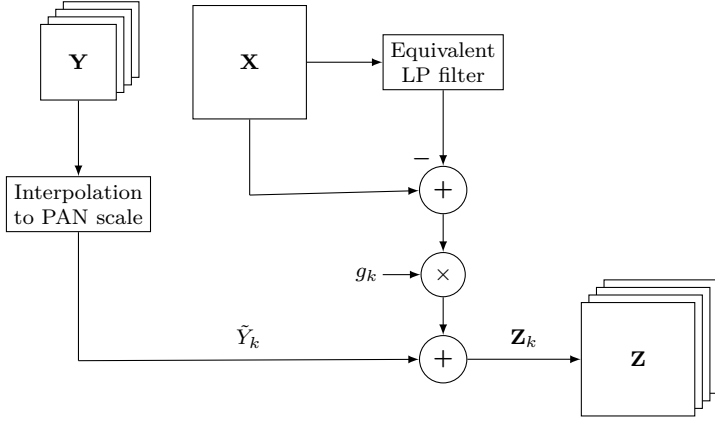 Y
X
Equivalent
LP filter
−
+
Interpolation
to PAN scale
g_k
×
Ỹ_k
+
Z_k
Z